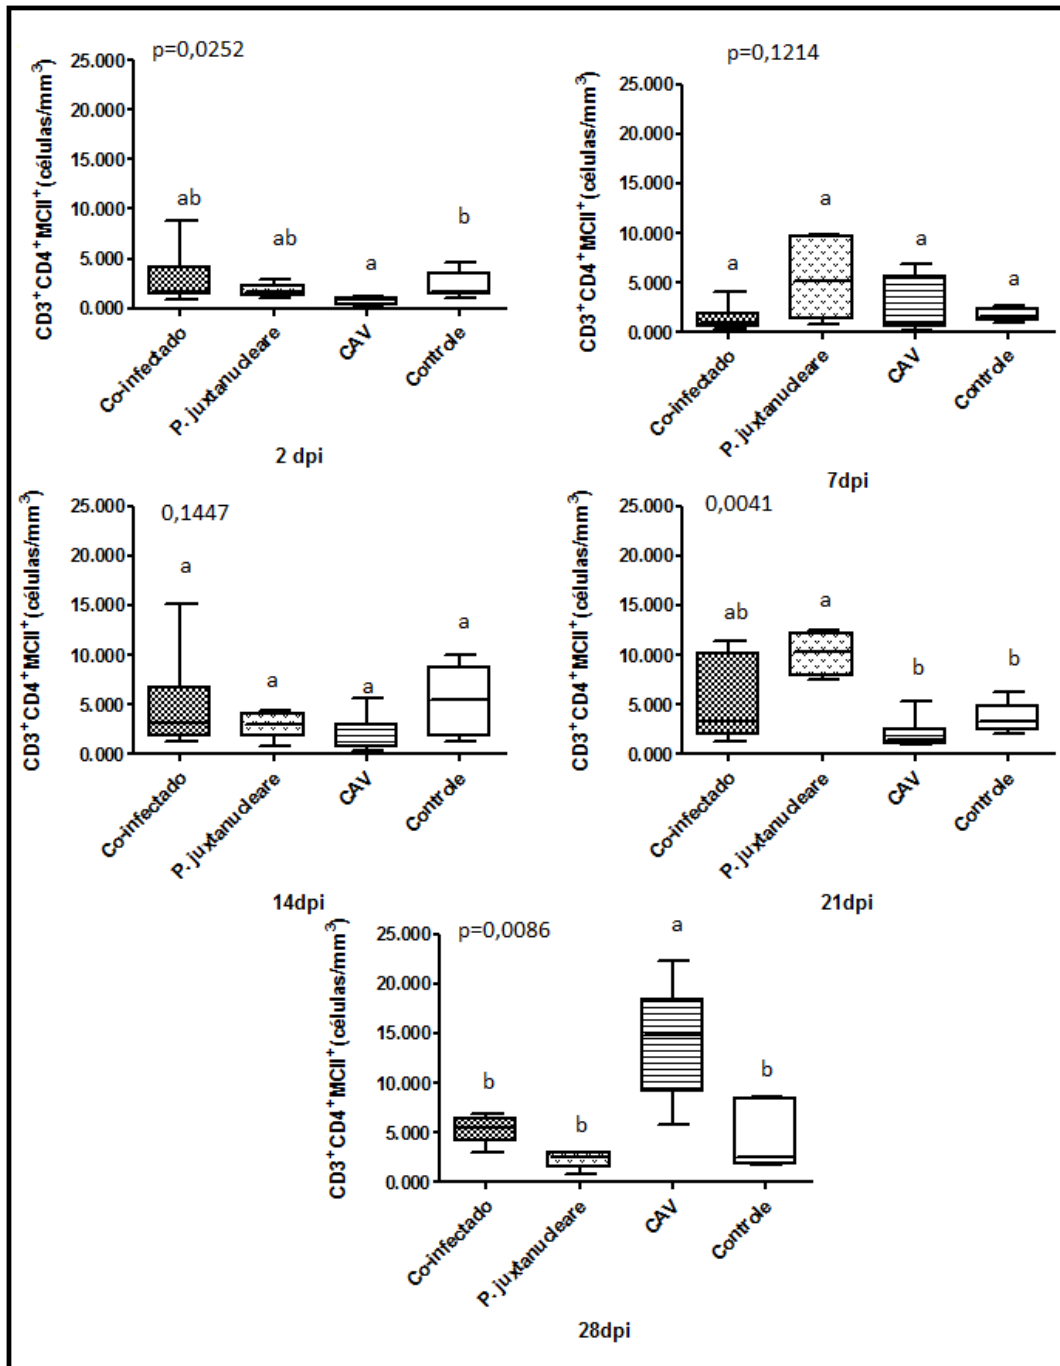 p=0,0252
CD3+CD4+MCII+(células/mm3)
25.000
20.000
15.000
10.000
5.000
0.000
ab
ab
a
b
Co-infectado
P. juxtanucleare
CAV
Controle
2 dpi
p=0,1214
CD3+CD4+MCII+(células/mm3)
25.000
20.000
15.000
10.000
5.000
0.000
a
a
a
a
Co-infectado
P. juxtanucleare
CAV
Controle
7dpi
0,1447
CD3+CD4+MCII+(células/mm3)
25.000
20.000
15.000
10.000
5.000
0.000
a
a
a
a
Co-infectado
P. juxtanucleare
CAV
Controle
14dpi
0,0041
CD3+CD4+MCII+(células/mm3)
25.000
20.000
15.000
10.000
5.000
0.000
ab
a
b
b
Co-infectado
P. juxtanucleare
CAV
Controle
21dpi
p=0,0086
CD3+CD4+MCII+(células/mm3)
25.000
20.000
15.000
10.000
5.000
0.000
b
b
a
b
Co-infectado
P. juxtanucleare
CAV
Controle
28dpi